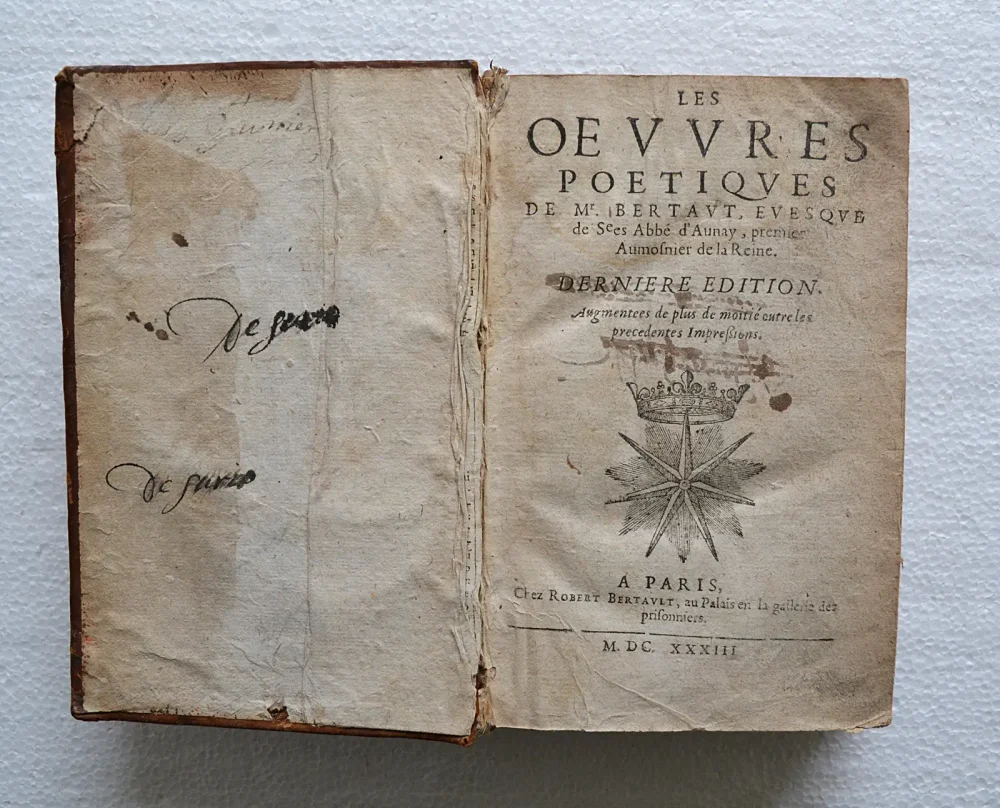 De
De
LES
OEVVRES
POETIQVES
DE Mr. BERTAVT, EVESQVE
de Sees Abbé d'Aunay, premier
Aumoſnier de la Reine.
DERNIERE EDITION.
Augmentees de plus de moitié outre les
precedentes Impreſsions.
A PARIS,
Chez ROBERT BERTAVLT, au Palais en la gallerie des
priſonniers.
M. DC. XXXIII